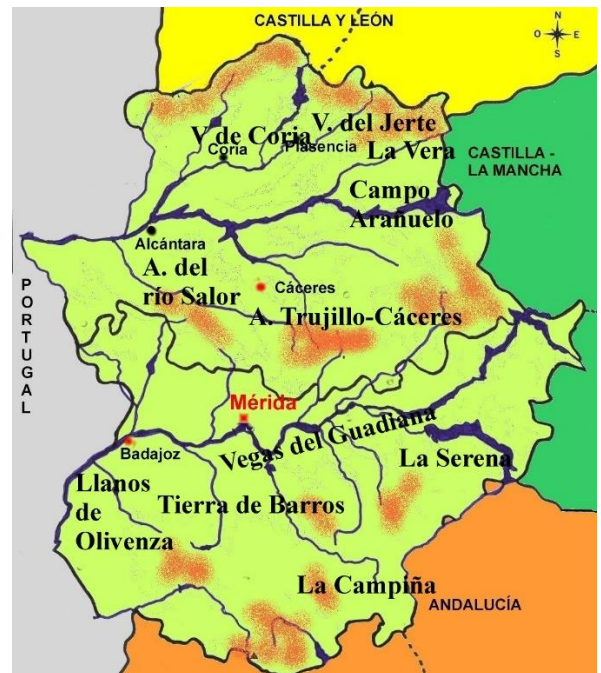 CASTILLA Y LEÓN
N
O E
S
V de Coria
V. del Jerte
Coria
Plasencia
La Vera
CASTILLA -
LA MANCHA
Campo
Arañuelo
Alcántara
A. del
río Salor
Cáceres
A. Trujillo-Cáceres
PORTUGAL
Mérida
Vegas del Guadiana
Badajoz
La Serena
Llanos
de
Olivenza
Tierra de Barros
La Campiña
ANDALUCÍA